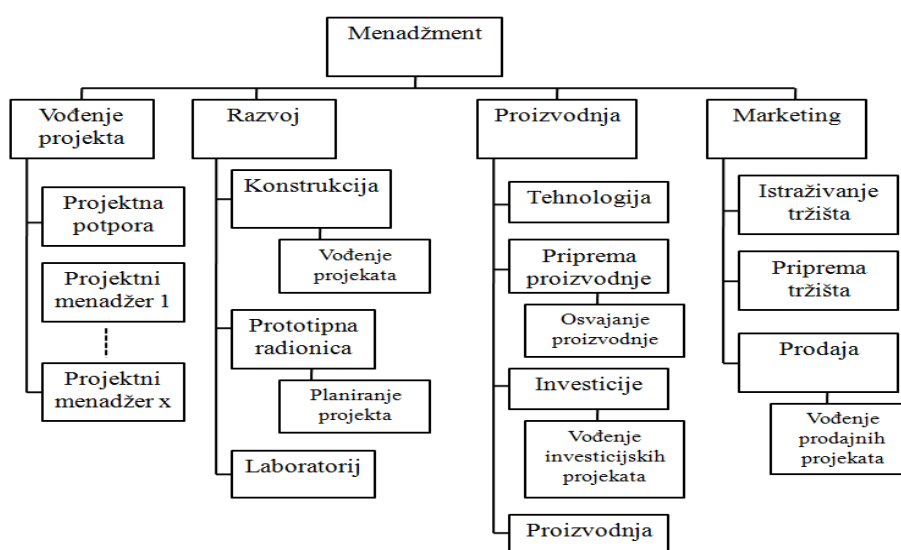 Menadžment
Vođenje
projekta
Razvoj
Proizvodnja
Marketing
Projektna
potpora
Projektni
menadžer 1
Projektni
menadžer x
Konstrukcija
Vođenje
projekata
Prototipna
radionica
Planiranje
projekta
Laboratorij
Tehnologija
Priprema
proizvodnje
Osvajanje
proizvodnje
Investicije
Vođenje
investicijskih
projekata
Proizvodnja
Istraživanje
tržišta
Priprema
tržišta
Prodaja
Vođenje
prodajnih
projekata